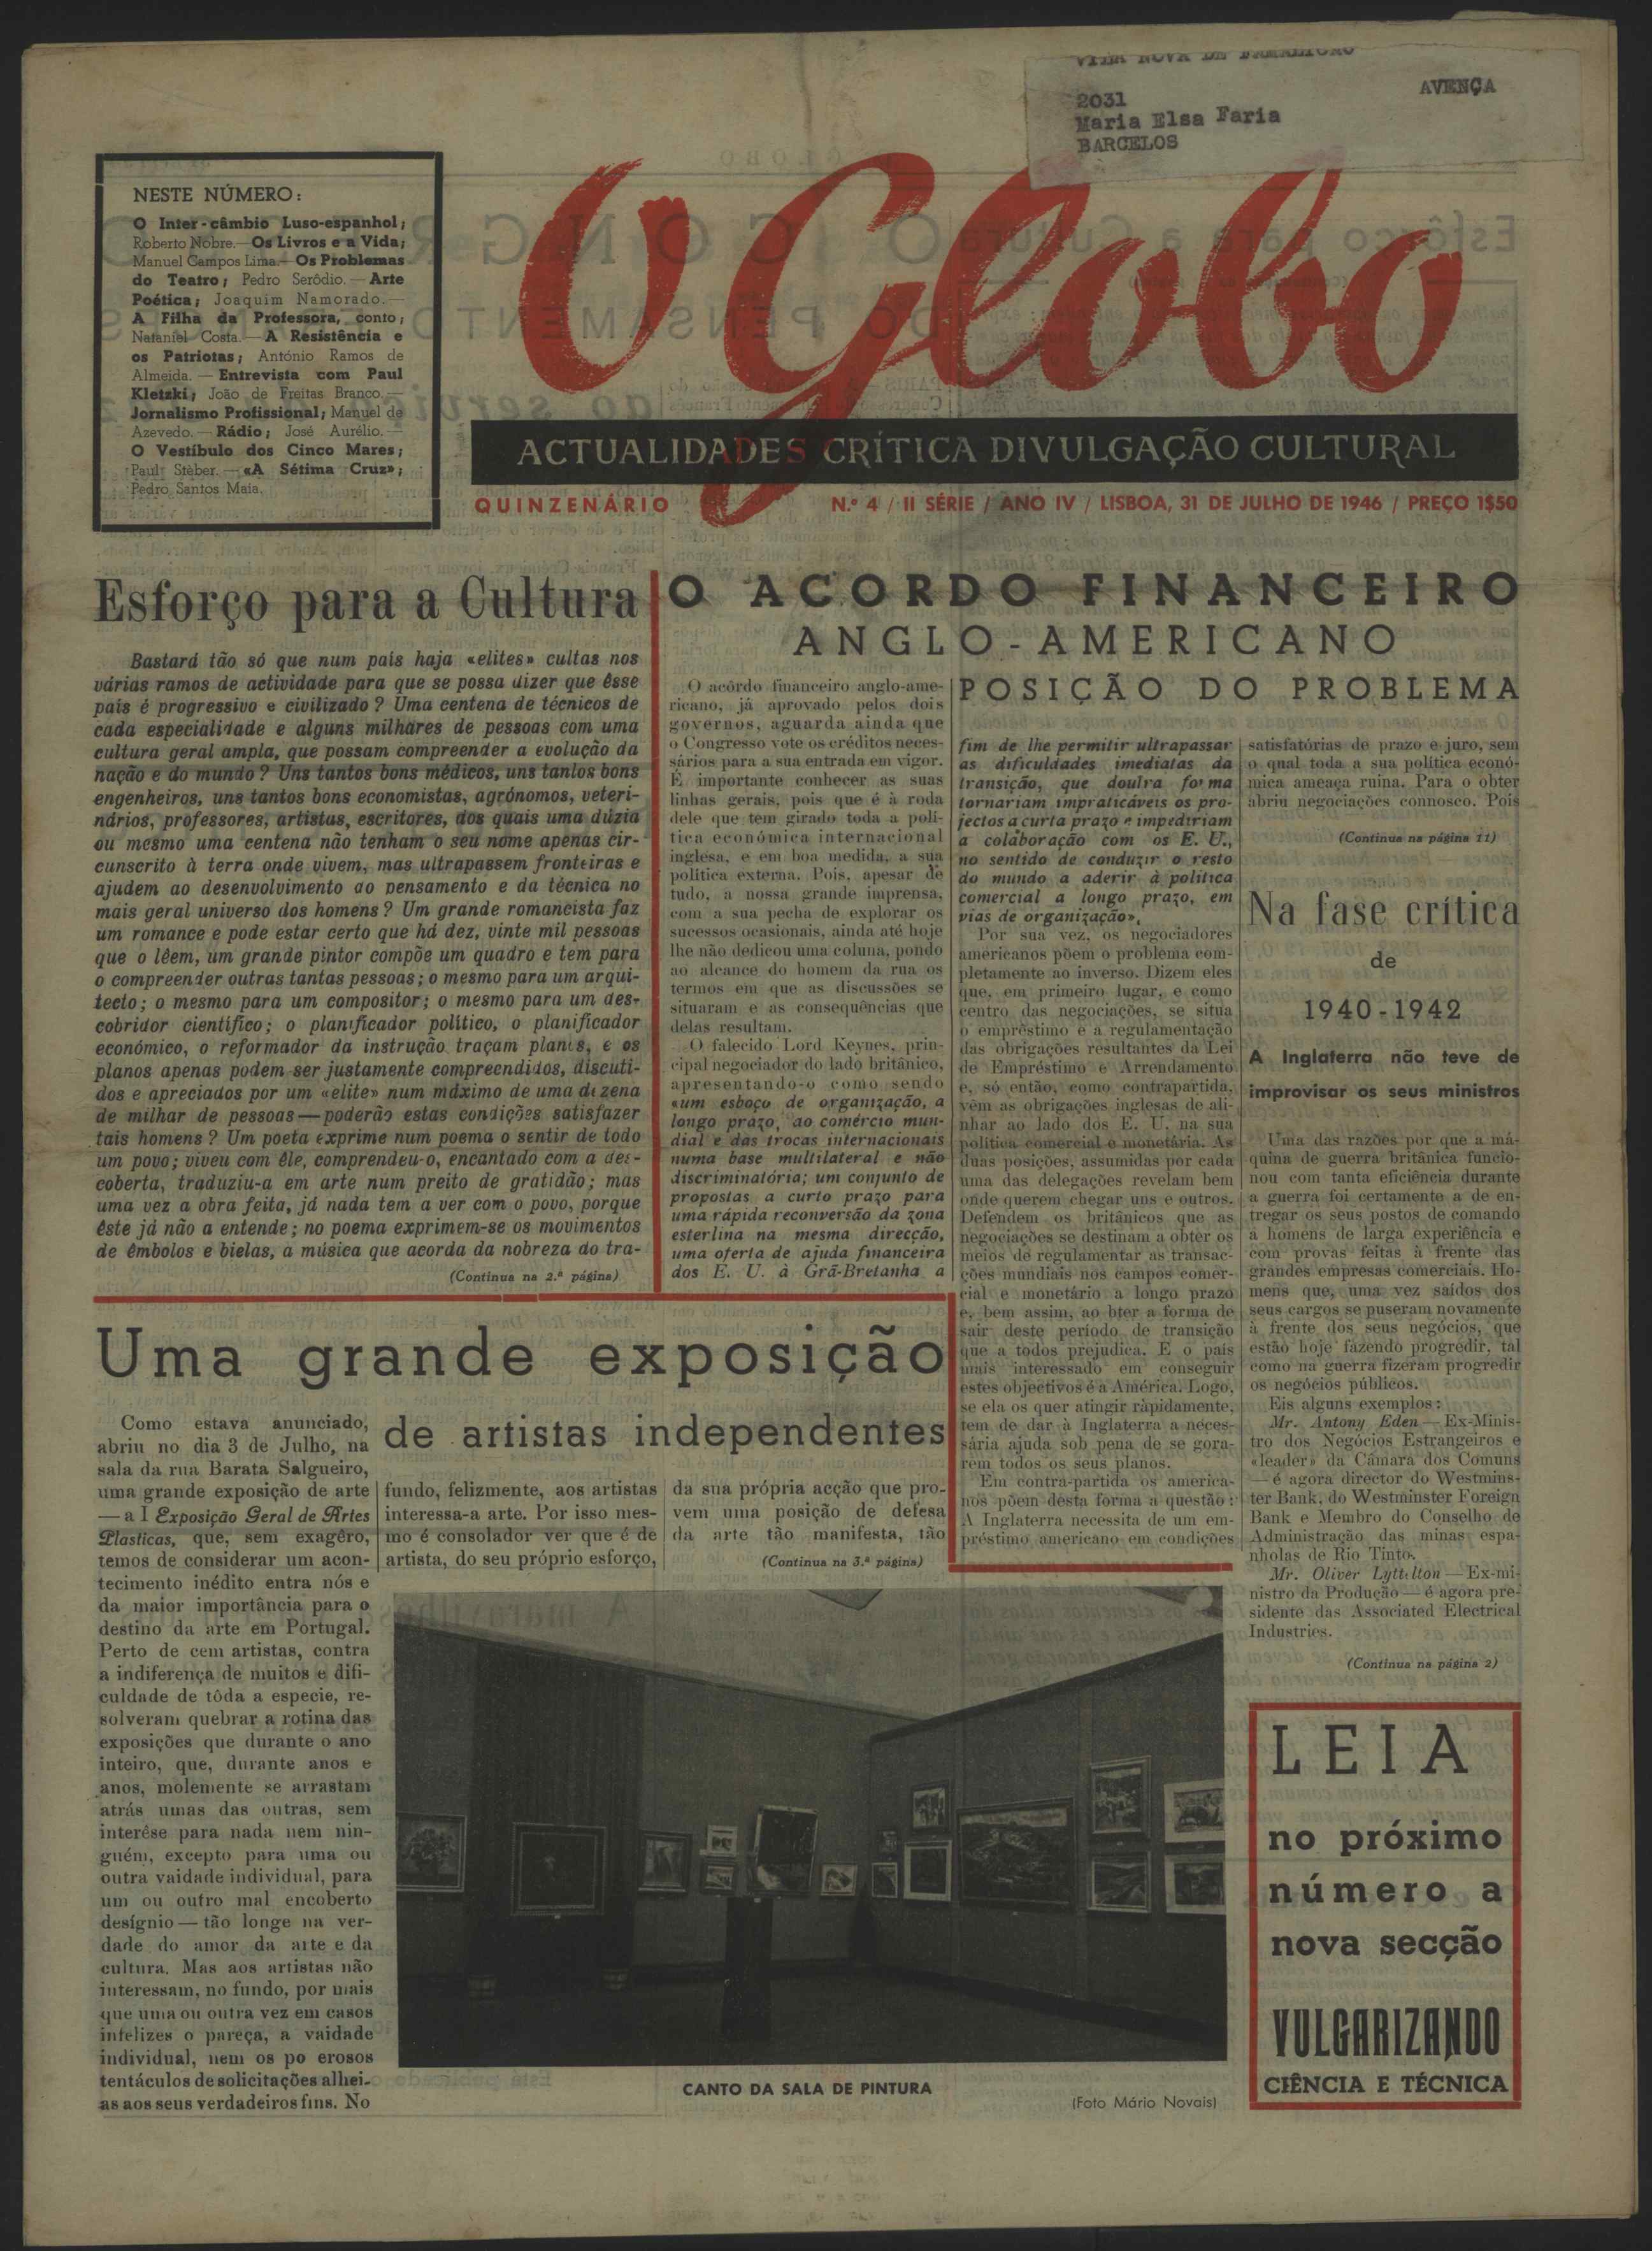 VILA NOVA DE FAMALICÃO
AVENÇA
2031
Maria Elsa Faria
BARCELOS
NESTE NÚMERO:
O Inter-câmbio Luso-espanhol;
Roberto Nobre.—Os Livros e a Vida;
Manuel Campos Lima.—Os Problemas
do Teatro; Pedro Serôdio.—Arte
Poética; Joaquim Namorado.—
A Filha da Professora, conto;
Nataniel Costa.—A Resistência e
os Patriotas; António Ramos de
Almeida.—Entrevista com Paul
Kletzki; João de Freitas Branco.—
Jornalismo Profissional; Manuel de
Azevedo.—Rádio; José Aurélio.—
O Vestíbulo dos Cinco Mares;
Paul Stèber.—«A Sétima Cruz»;
Pedro Santos Maia.
O Globo
ACTUALIDADES CRÍTICA DIVULGAÇÃO CULTURAL
QUINZENÁRIO
N.º 4 / II SÉRIE / ANO IV / LISBOA, 31 DE JULHO DE 1946 / PREÇO 1$50
Esforço para a Cultura
Bastará tão só que num país haja «elites» cultas nos
várias ramos de actividade para que se possa dizer que êsse
país é progressivo e civilizado? Uma centena de técnicos de
cada especialidade e alguns milhares de pessoas com uma
cultura geral ampla, que possam compreender a evolução da
nação e do mundo? Uns tantos bons médicos, uns tantos bons
engenheiros, uns tantos bons economistas, agrónomos, veteri-
nários, professores, artistas, escritores, dos quais uma dúzia
ou mesmo uma centena não tenham o seu nome apenas cir-
cunscrito à terra onde vivem, mas ultrapassem fronteiras e
ajudem ao desenvolvimento do pensamento e da técnica no
mais geral universo dos homens? Um grande romancista faz
um romance e pode estar certo que há dez, vinte mil pessoas
que o lêem, um grande pintor compõe um quadro e tem para
o compreender outras tantas pessoas; o mesmo para um arqui-
tecto; o mesmo para um compositor; o mesmo para um des-
cobridor científico; o planificador político, o planificador
económico, o reformador da instrução traçam planos, e os
planos apenas podem ser justamente compreendidos, discuti-
dos e apreciados por um «elite» num máximo de uma dezena
de milhar de pessoas—poderão estas condições satisfazer
tais homens? Um poeta exprime num poema o sentir de todo
um povo; viveu com êle, comprendeu-o, encantado com a des-
coberta, traduziu-a em arte num preito de gratidão; mas
uma vez a obra feita, já nada tem a ver com o povo, porque
êste já não a entende; no poema exprimem-se os movimentos
de êmbolos e bielas, a música que acorda da nobreza do tra-
(Continua na 2.ª página)
O ACORDO FINANCEIRO
ANGLO-AMERICANO
POSIÇÃO DO PROBLEMA
O acôrdo financeiro anglo-ame-
ricano, já aprovado pelos dois
governos, aguarda ainda que
o Congresso vote os créditos neces-
sários para a sua entrada em vigor.
É importante conhecer as suas
linhas gerais, pois que é à roda
dele que tem girado toda a polí-
tica económica internacional
inglesa, e em boa medida, a sua
política externa. Pois, apesar de
tudo, a nossa grande imprensa,
com a sua pecha de explorar os
sucessos ocasionais, ainda até hoje
lhe não dedicou uma coluna, pondo
ao alcance do homem da rua os
termos em que as discussões se
situaram e as consequências que
delas resultam.
O falecido Lord Keynes, prin-
cipal negociador do lado britânico,
apresentando-o como sendo
«um esboço de organização, a
longo prazo, ao comércio mun-
dial e das trocas internacionais
numa base multilateral e não
discriminatória; um conjunto de
propostas a curto prazo para
uma rápida reconversão da zona
esterlina na mesma direcção,
uma oferta de ajuda financeira
dos E. U. à Grã-Bretanha a
fim de lhe permitir ultrapassar
as dificuldades imediatas da
transição, que doutra forma
tornariam impraticáveis os pro-
jectos a curta prazo e impediriam
a colaboração com os E. U.,
no sentido de conduzir o resto
do mundo a aderir à politica
comercial a longo prazo, em
vias de organização».
Por sua vez, os negociadores
americanos põem o problema com-
pletamente ao inverso. Dizem eles
que, em primeiro lugar, e como
centro das negociações, se situa
o empréstimo e a regulamentação
das obrigações resultantes da Lei
de Empréstimo e Arrendamento
e, só então, como contrapartida,
vêm as obrigações inglesas de ali-
nhar ao lado dos E. U. na sua
política comercial e monetária. As
duas posições, assumidas por cada
uma das delegações revelam bem
onde querem chegar uns e outros.
Defendem os britânicos que as
negociações se destinam a obter os
meios de regulamentar as transac-
ções mundiais nos campos comer-
cial e monetário a longo prazo
e, bem assim, ao bter a forma de
sair deste período de transição
que a todos prejudica. E o país
mais interessado em conseguir
estes objectivos é a América. Logo,
se ela os quer atingir ràpidamente,
tem de dar à Inglaterra a neces-
sária ajuda sob pena de se gora-
rem todos os seus planos.
Em contra-partida os america-
nos põem desta forma a questão:
A Inglaterra necessita de um em-
préstimo americano em condições
satisfatórias de prazo e juro, sem
o qual toda a sua política econó-
mica ameaça ruina. Para o obter
abriu negociações connosco. Pois
(Continua na página 11)
Na fase crítica
de
1940-1942
A Inglaterra não teve de
improvisar os seus ministros
Uma das razões por que a má-
quina de guerra britânica funcio-
nou com tanta eficiência durante
a guerra foi certamente a de en-
tregar os seus postos de comando
a homens de larga experiência e
com provas feitas à frente das
grandes empresas comerciais. Ho-
mens que, uma vez saídos dos
seus cargos se puseram novamente
à frente dos seus negócios, que
estão hoje fazendo progredir, tal
como na guerra fizeram progredir
os negócios públicos.
Eis alguns exemplos:
Mr. Antony Eden—Ex-Minis-
tro dos Negócios Estrangeiros e
«leader» da Câmara dos Comuns
—é agora director do Westmins-
ter Bank, do Westminster Foreign
Bank e Membro do Conselho de
Administração das minas espa-
nholas de Rio Tinto.
Mr. Oliver Lyttelton—Ex-mi-
nistro da Produção—é agora pre-
sidente das Associated Electrical
Industries.
(Continua na página 2)
Uma grande exposição
de artistas independentes
Como estava anunciado,
abriu no dia 3 de Julho, na
sala da rua Barata Salgueiro,
uma grande exposição de arte
—a I Exposição Geral de Artes
Plasticas, que, sem exagêro,
temos de considerar um acon-
tecimento inédito entra nós e
da maior importância para o
destino da arte em Portugal.
Perto de cem artistas, contra
a indiferença de muitos e difi-
culdade de tôda a especie, re-
solveram quebrar a rotina das
exposições que durante o ano
inteiro, que, durante anos e
anos, molemente se arrastam
atrás umas das outras, sem
interêse para nada nem nin-
guém, excepto para uma ou
outra vaidade individual, para
um ou outro mal encoberto
desígnio—tão longe na ver-
dade do amor da arte e da
cultura. Mas aos artistas não
interessam, no fundo, por mais
que uma ou outra vez em casos
infelizes o pareça, a vaidade
individual, nem os po erosos
tentáculos de solicitações alhei-
as aos seus verdadeiros fins. No
fundo, felizmente, aos artistas
interessa-a arte. Por isso mes-
mo é consolador ver que é de
artista, do seu próprio esforço,
da sua própria acção que pro-
vem uma posição de defesa
da arte tão manifesta, tão
(Continua na 3.ª página)
CANTO DA SALA DE PINTURA
(Foto Mário Novais)
LEIA
no próximo
número a
nova secção
VULGARIZANDO
CIÊNCIA E TÉCNICA